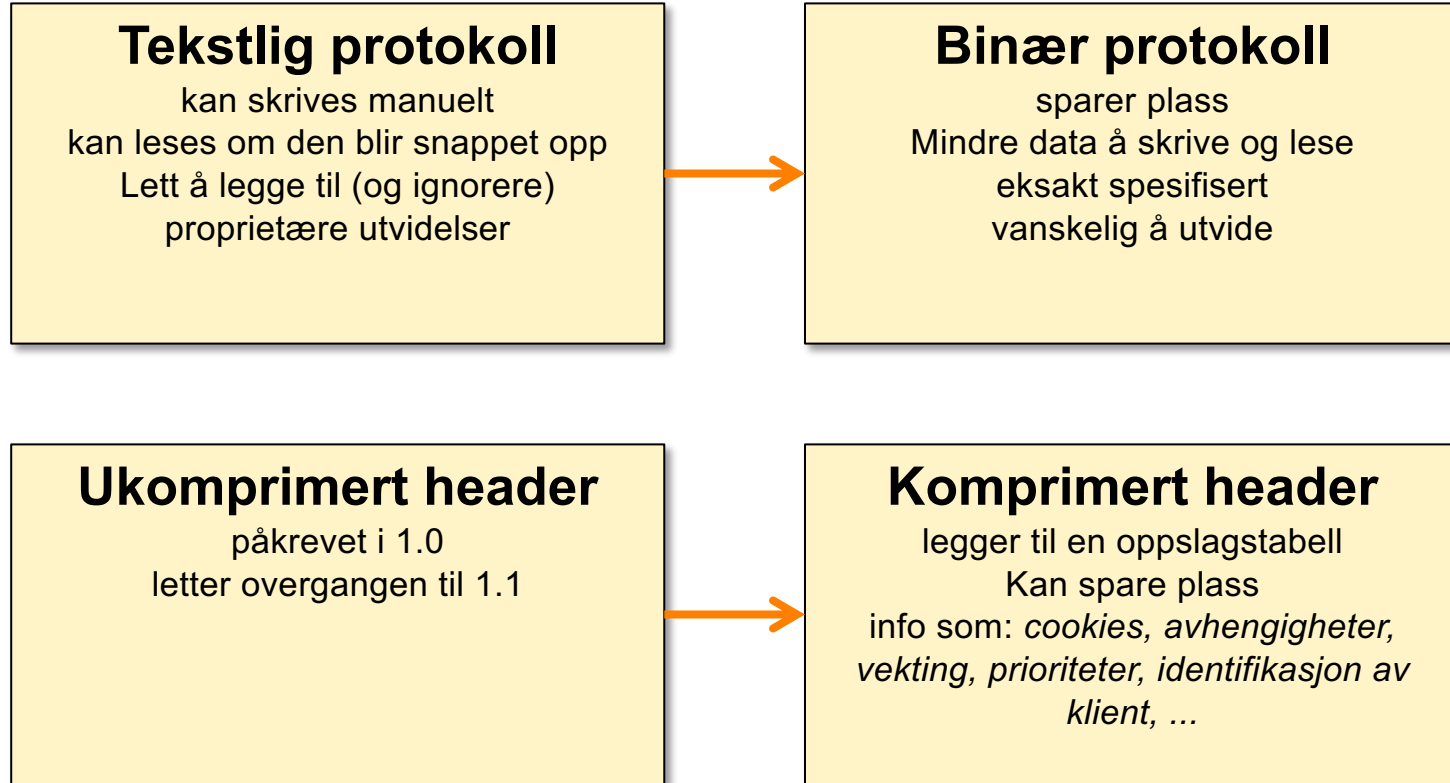 Tekstlig protokoll
kan skrives manuelt
kan leses om den blir snappet opp
Lett å legge til (og ignorere)
proprietære utvidelser
Binær protokoll
sparer plass
Mindre data å skrive og lese
eksakt spesifisert
vanskelig å utvide
Ukomprimert header
påkrevet i 1.0
letter overgangen til 1.1
Komprimert header
legger til en oppslagstabell
Kan spare plass
info som: cookies, avhengigheter,
vekting, prioriteter, identifikasjon av
klient, ...